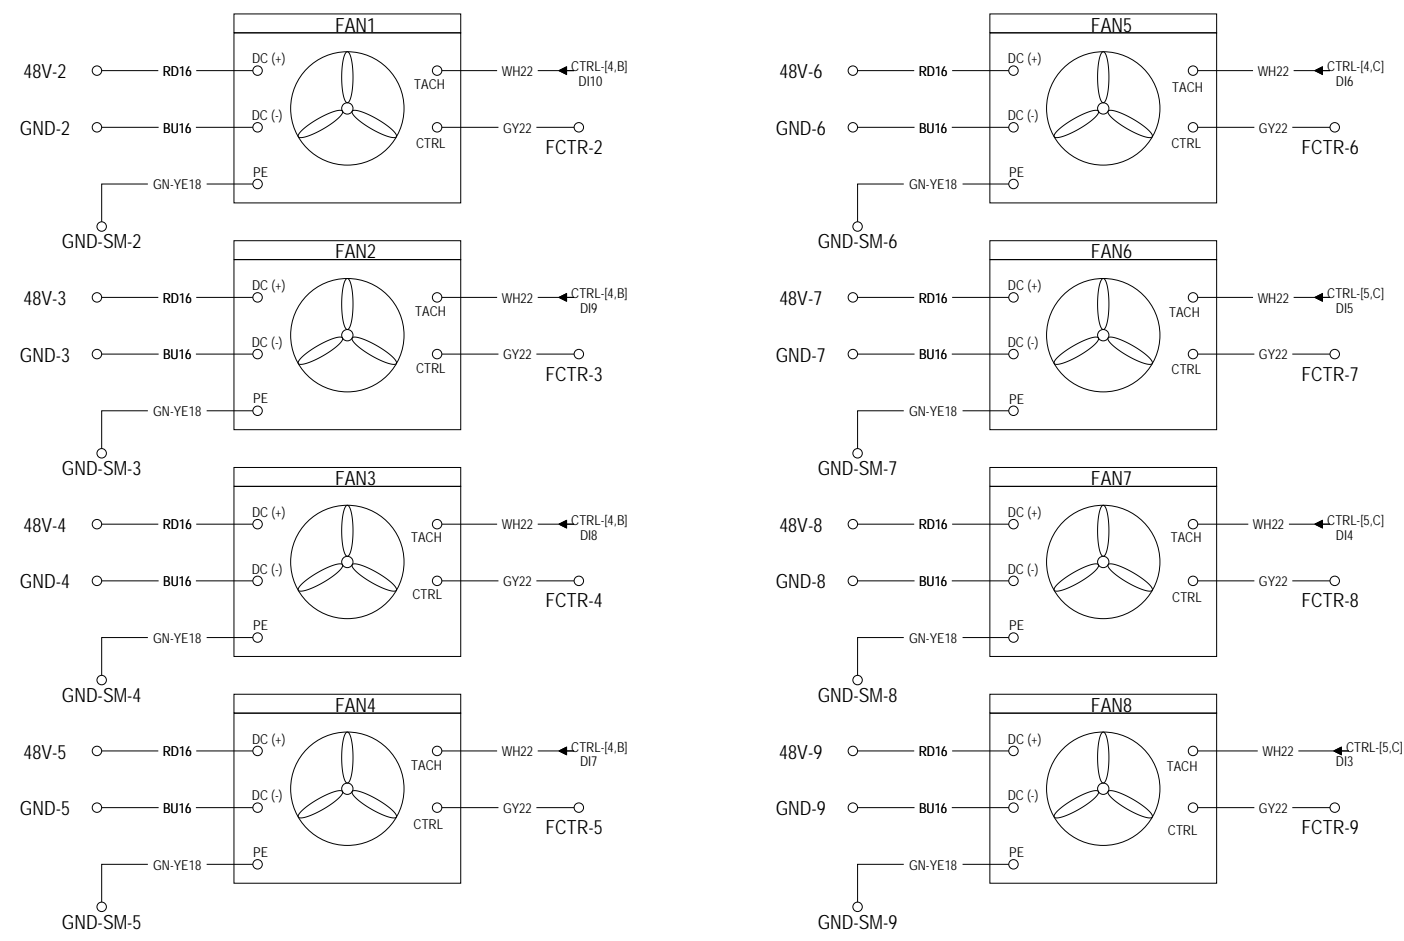 FAN1
48V-2
RD16
DC (+)
TACH
WH22
CTRL-[4,B]
DI10
GND-2
BU16
DC (-)
CTRL
GY22
FCTR-2
PE
GN-YE18
GND-SM-2
FAN2
48V-3
RD16
DC (+)
TACH
WH22
CTRL-[4,B]
DI9
GND-3
BU16
DC (-)
CTRL
GY22
FCTR-3
PE
GN-YE18
GND-SM-3
FAN3
48V-4
RD16
DC (+)
TACH
WH22
CTRL-[4,B]
DI8
GND-4
BU16
DC (-)
CTRL
GY22
FCTR-4
PE
GN-YE18
GND-SM-4
FAN4
48V-5
RD16
DC (+)
TACH
WH22
CTRL-[4,B]
DI7
GND-5
BU16
DC (-)
CTRL
GY22
FCTR-5
PE
GN-YE18
GND-SM-5
FAN5
48V-6
RD16
DC (+)
TACH
WH22
CTRL-[4,C]
DI6
GND-6
BU16
DC (-)
CTRL
GY22
FCTR-6
PE
GN-YE18
GND-SM-6
FAN6
48V-7
RD16
DC (+)
TACH
WH22
CTRL-[5,C]
DI5
GND-7
BU16
DC (-)
CTRL
GY22
FCTR-7
PE
GN-YE18
GND-SM-7
FAN7
48V-8
RD16
DC (+)
TACH
WH22
CTRL-[5,C]
DI4
GND-8
BU16
DC (-)
CTRL
GY22
FCTR-8
PE
GN-YE18
GND-SM-8
FAN8
48V-9
RD16
DC (+)
TACH
WH22
CTRL-[5,C]
DI3
GND-9
BU16
DC (-)
CTRL
GY22
FCTR-9
PE
GN-YE18
GND-SM-9